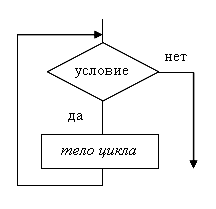 условие
нет
да
тело цикла